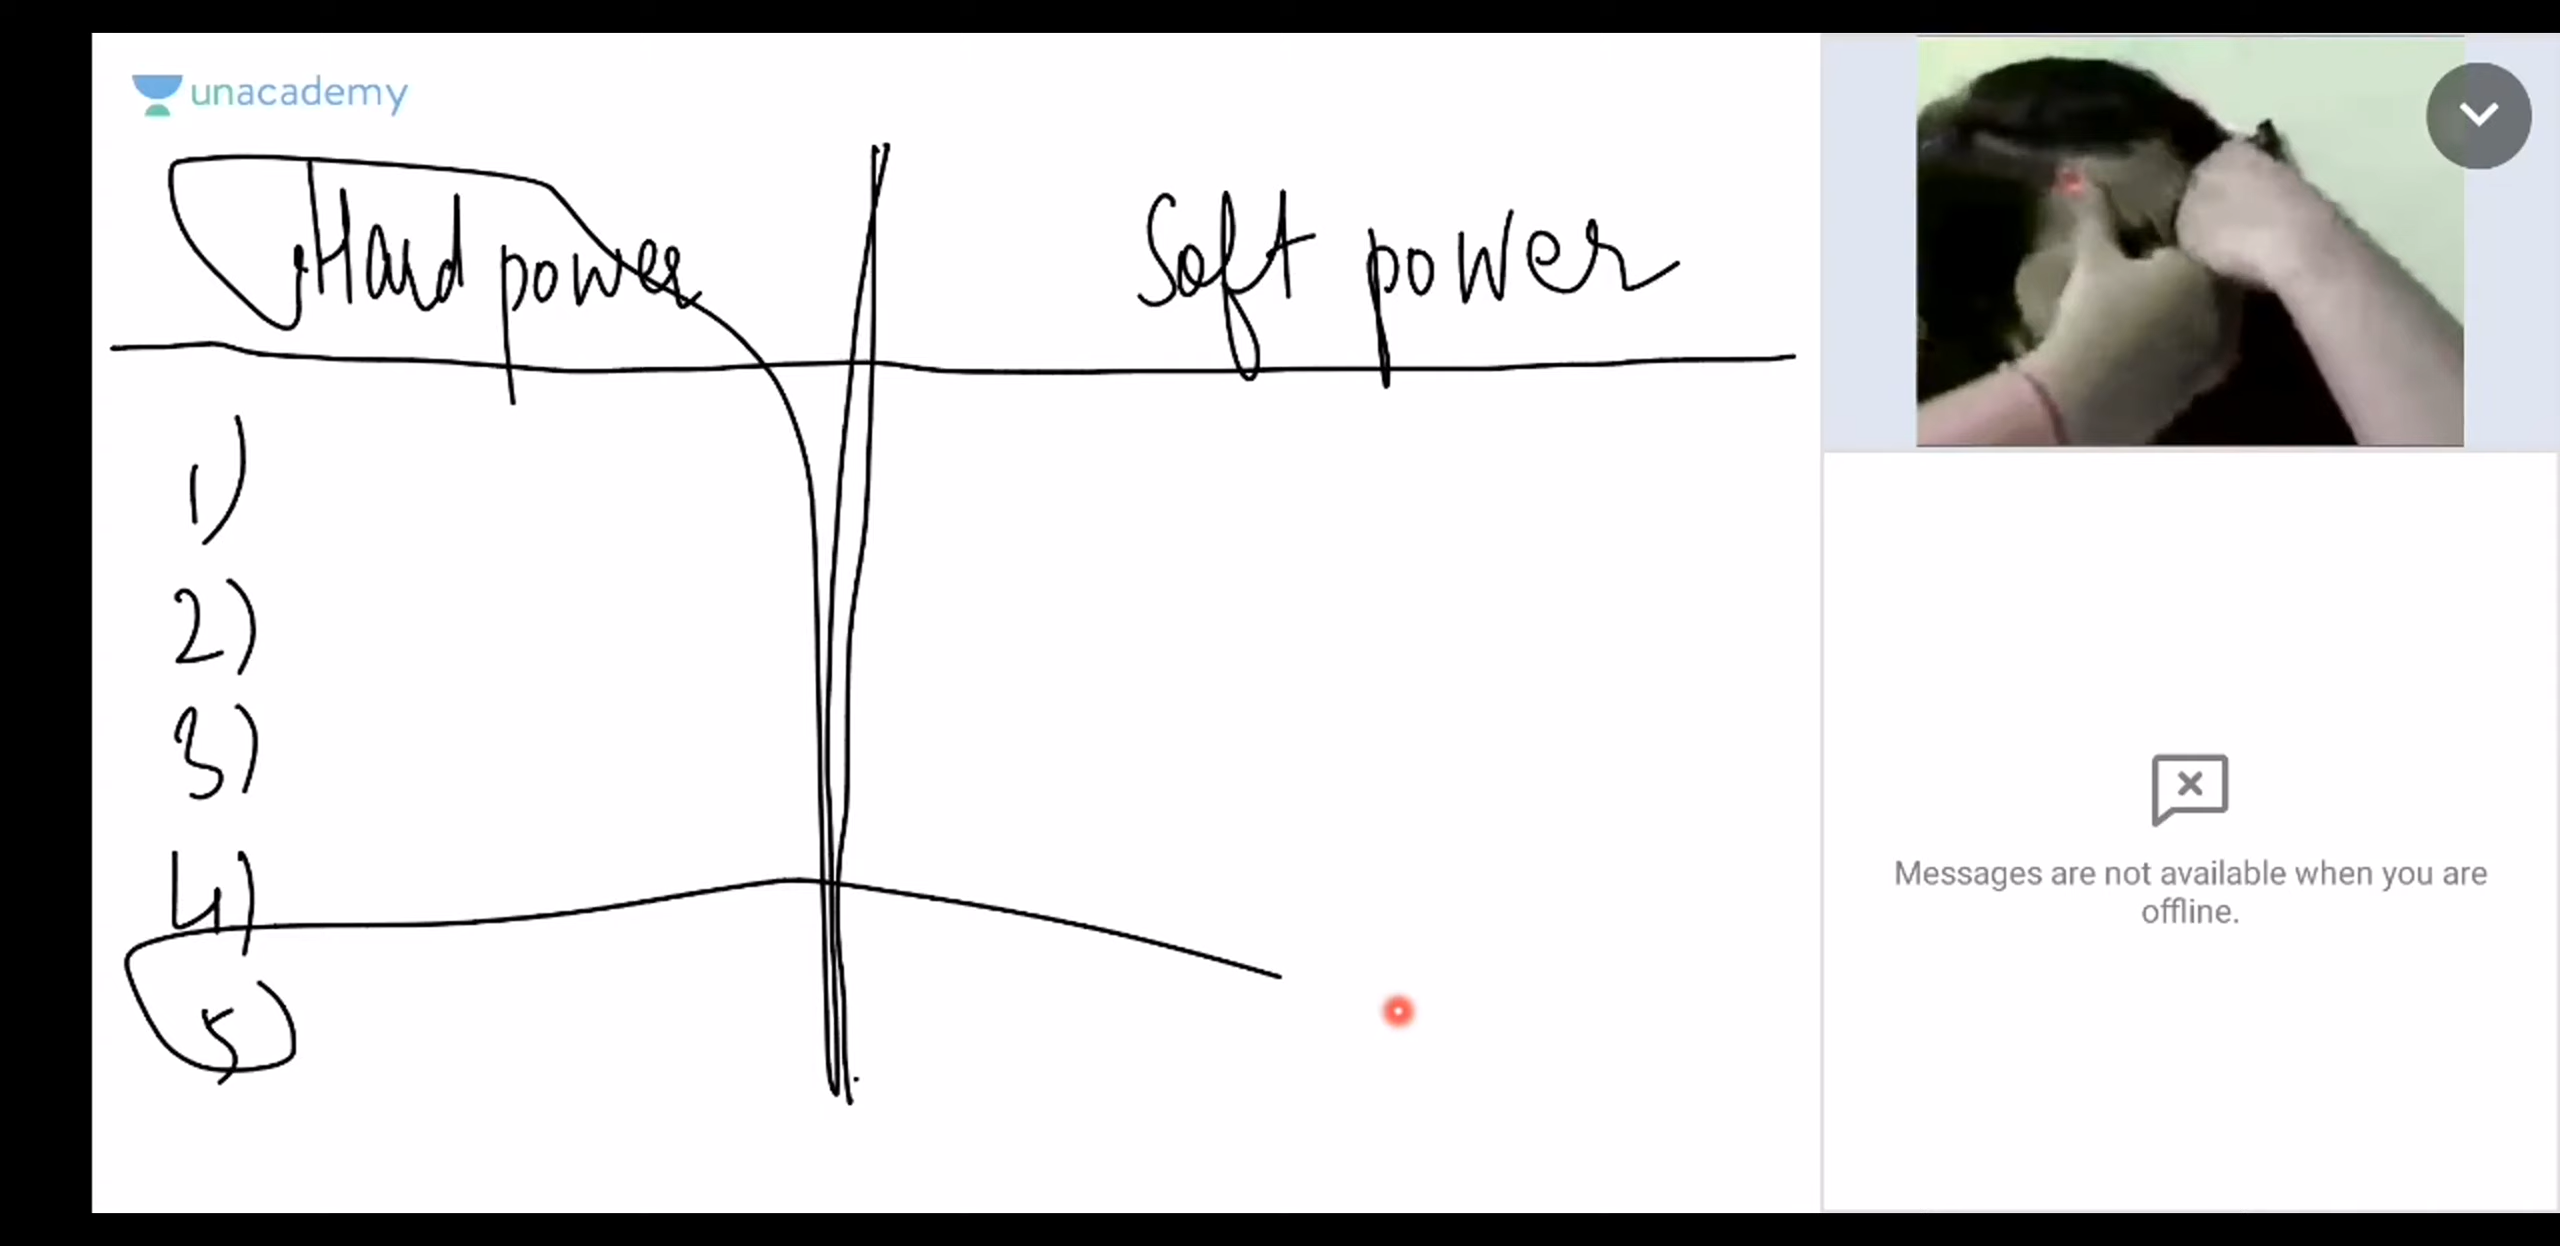 unacademy
Hard power
Soft power
1)
2)
3)
4)
5)
Messages are not available when you are
offline.